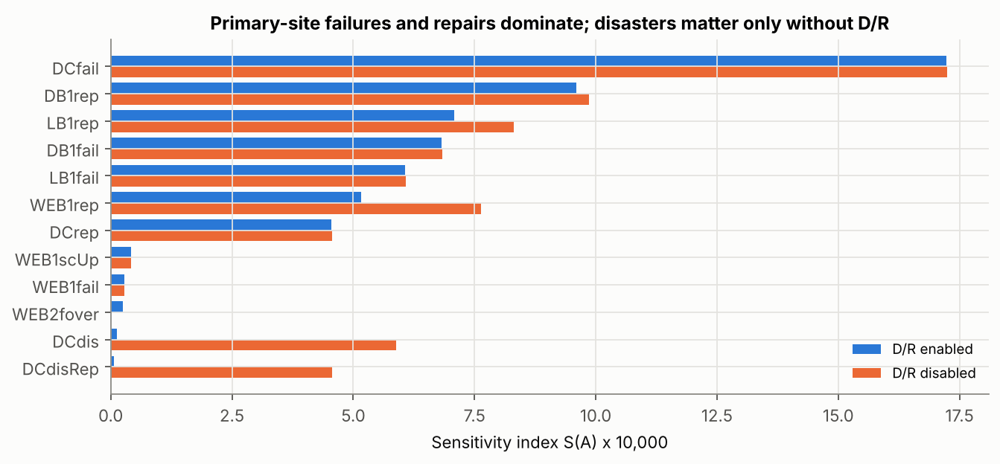 Primary-site failures and repairs dominate; disasters matter only without D/R
DCfail
DB1rep
LB1rep
DB1fail
LB1fail
WEB1rep
DCrep
WEB1scUp
WEB1fail
WEB2fover
DCdis
DCdisRep
D/R enabled
D/R disabled
0.0 2.5 5.0 7.5 10.0 12.5 15.0 17.5
Sensitivity index S(A) x 10,000